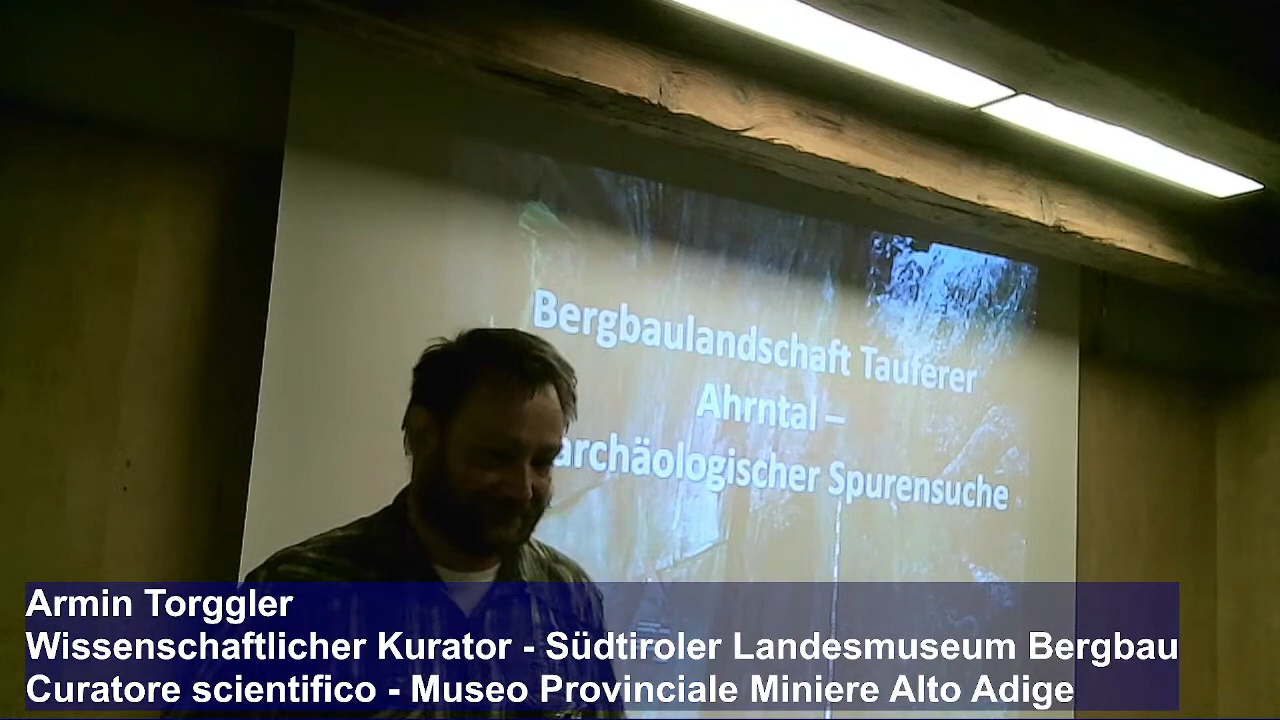 Bergbaulandschaft Tauferer
Ahrntal –
archäologischer Spurensuche
Armin Torggler
Wissenschaftlicher Kurator - Südtiroler Landesmuseum Bergbau
Curatore scientifico - Museo Provinciale Miniere Alto Adige